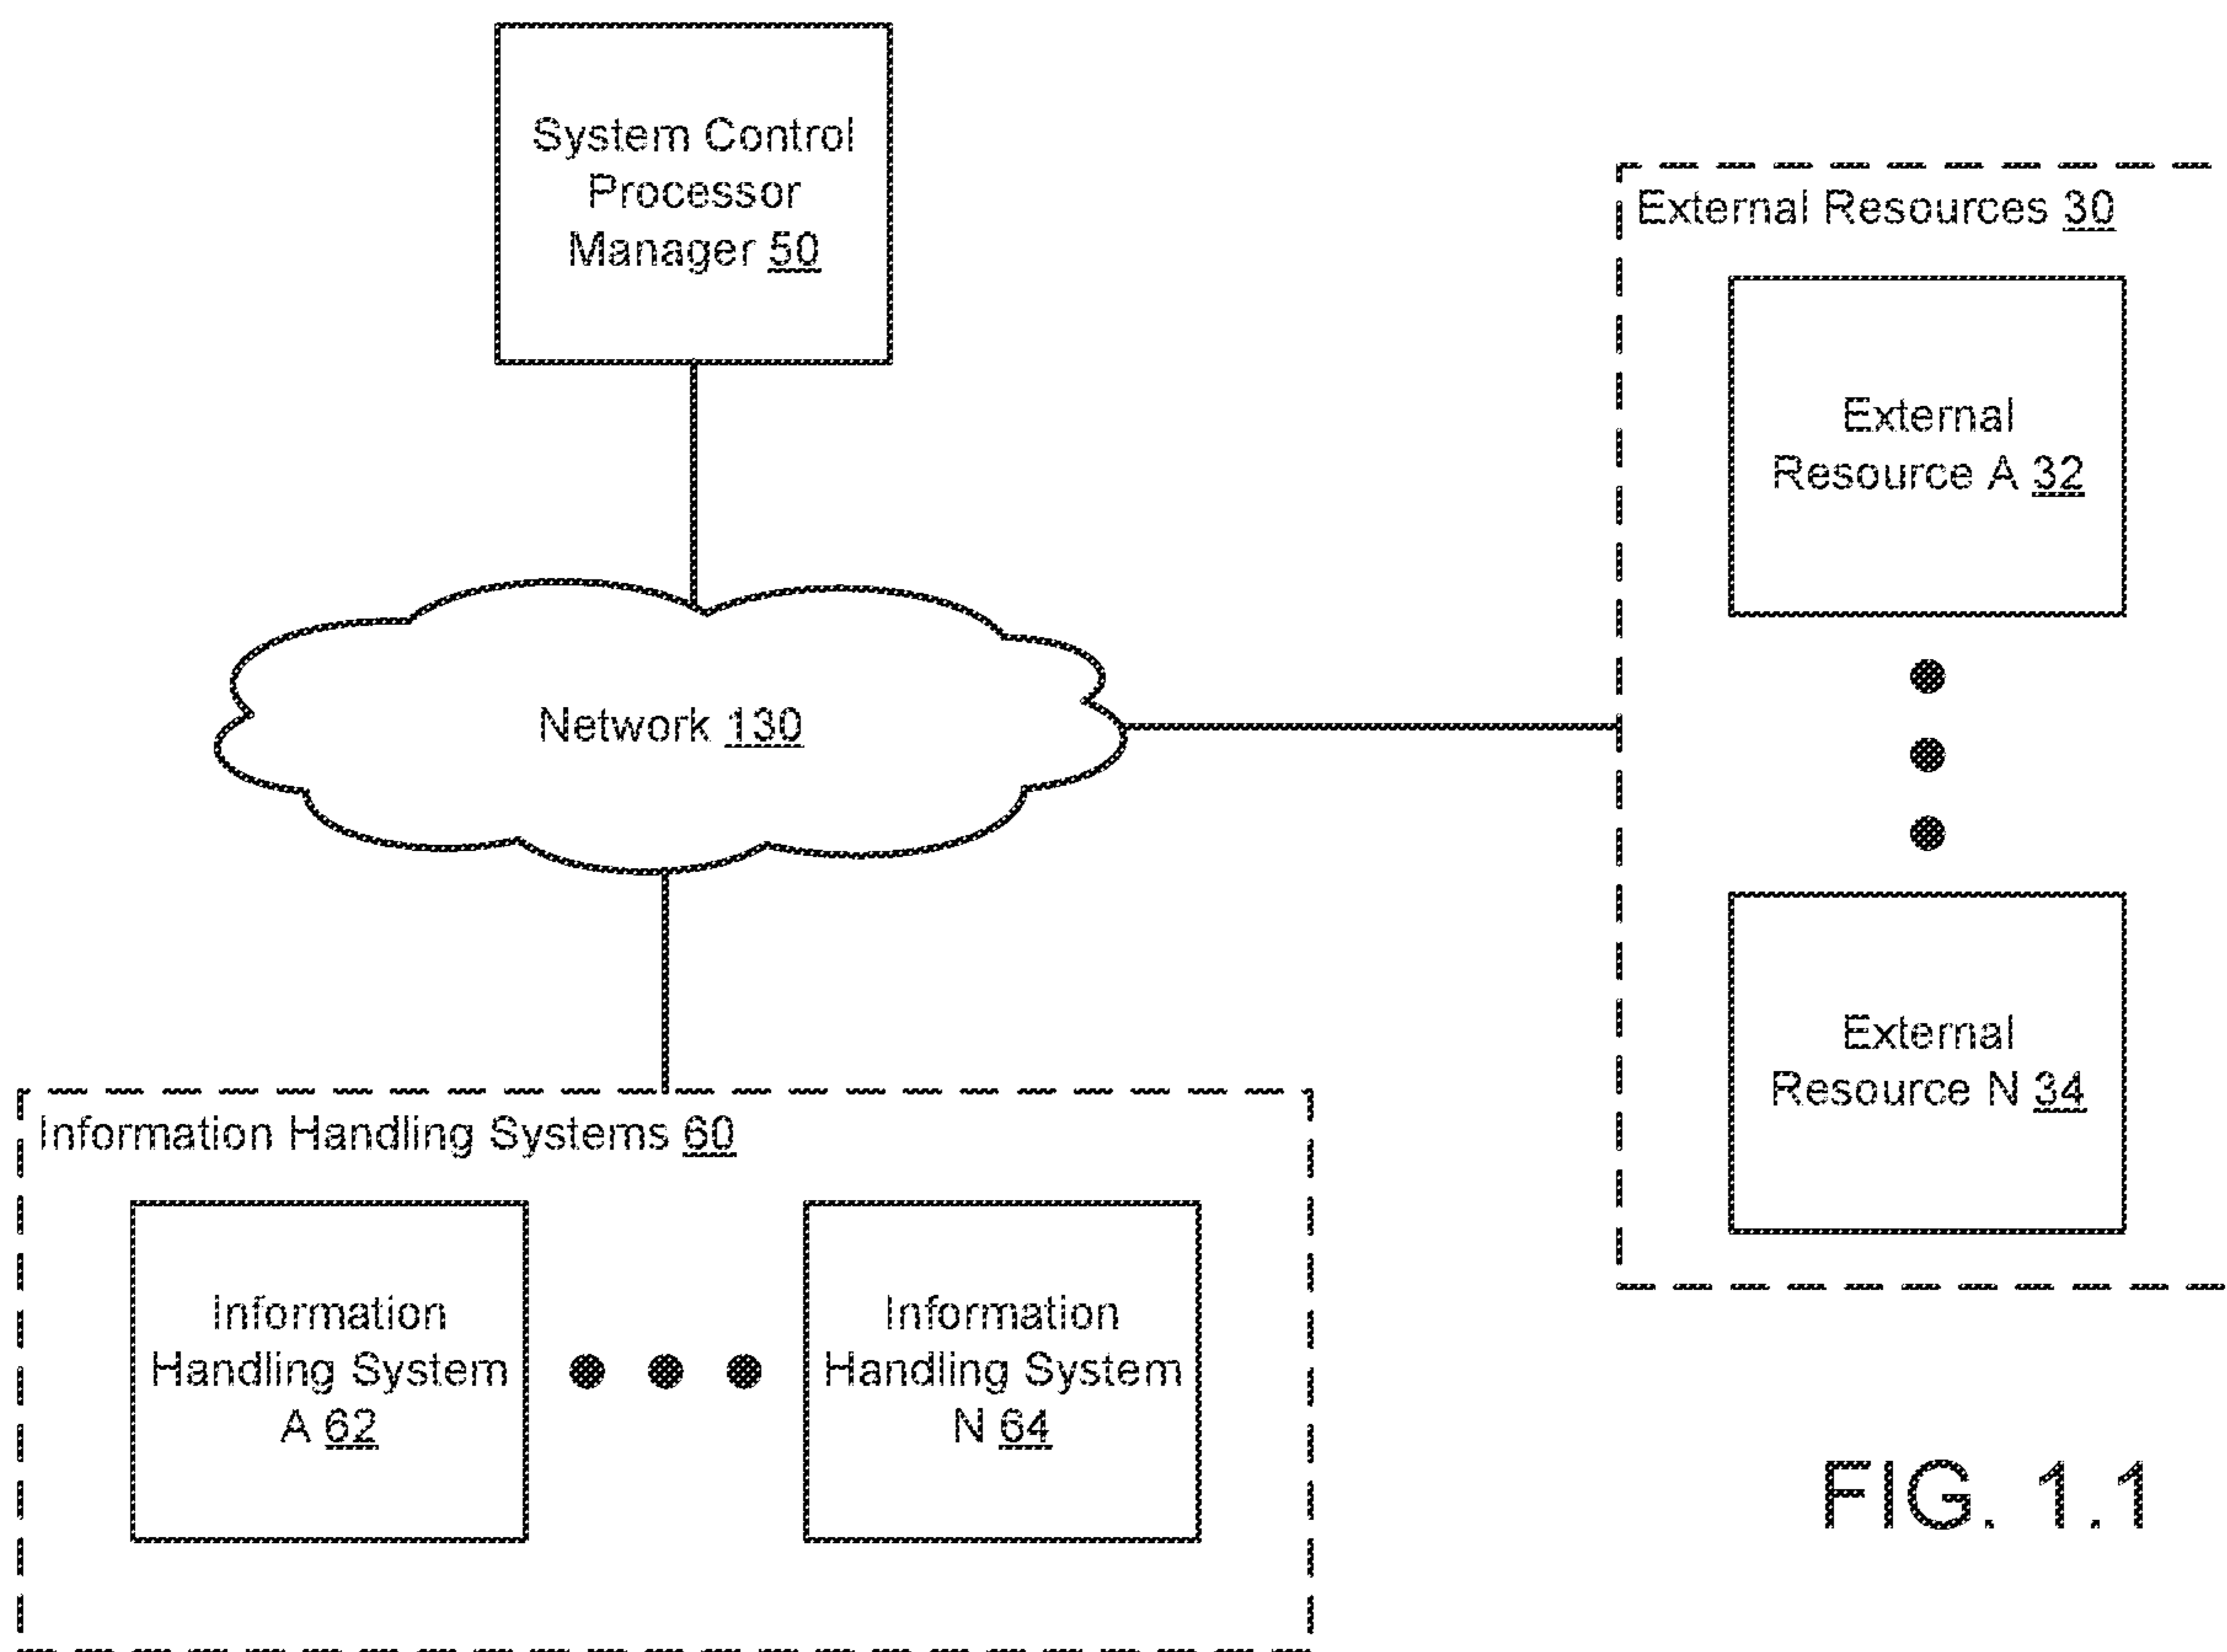 System Control
Processor
Manager 50
External Resources 30
External
Resource A 32
Network 130
External
Resource N 34
Information Handling Systems 60
Information
Handling System
A 62
Information
Handling System
N 64
FIG. 1.1